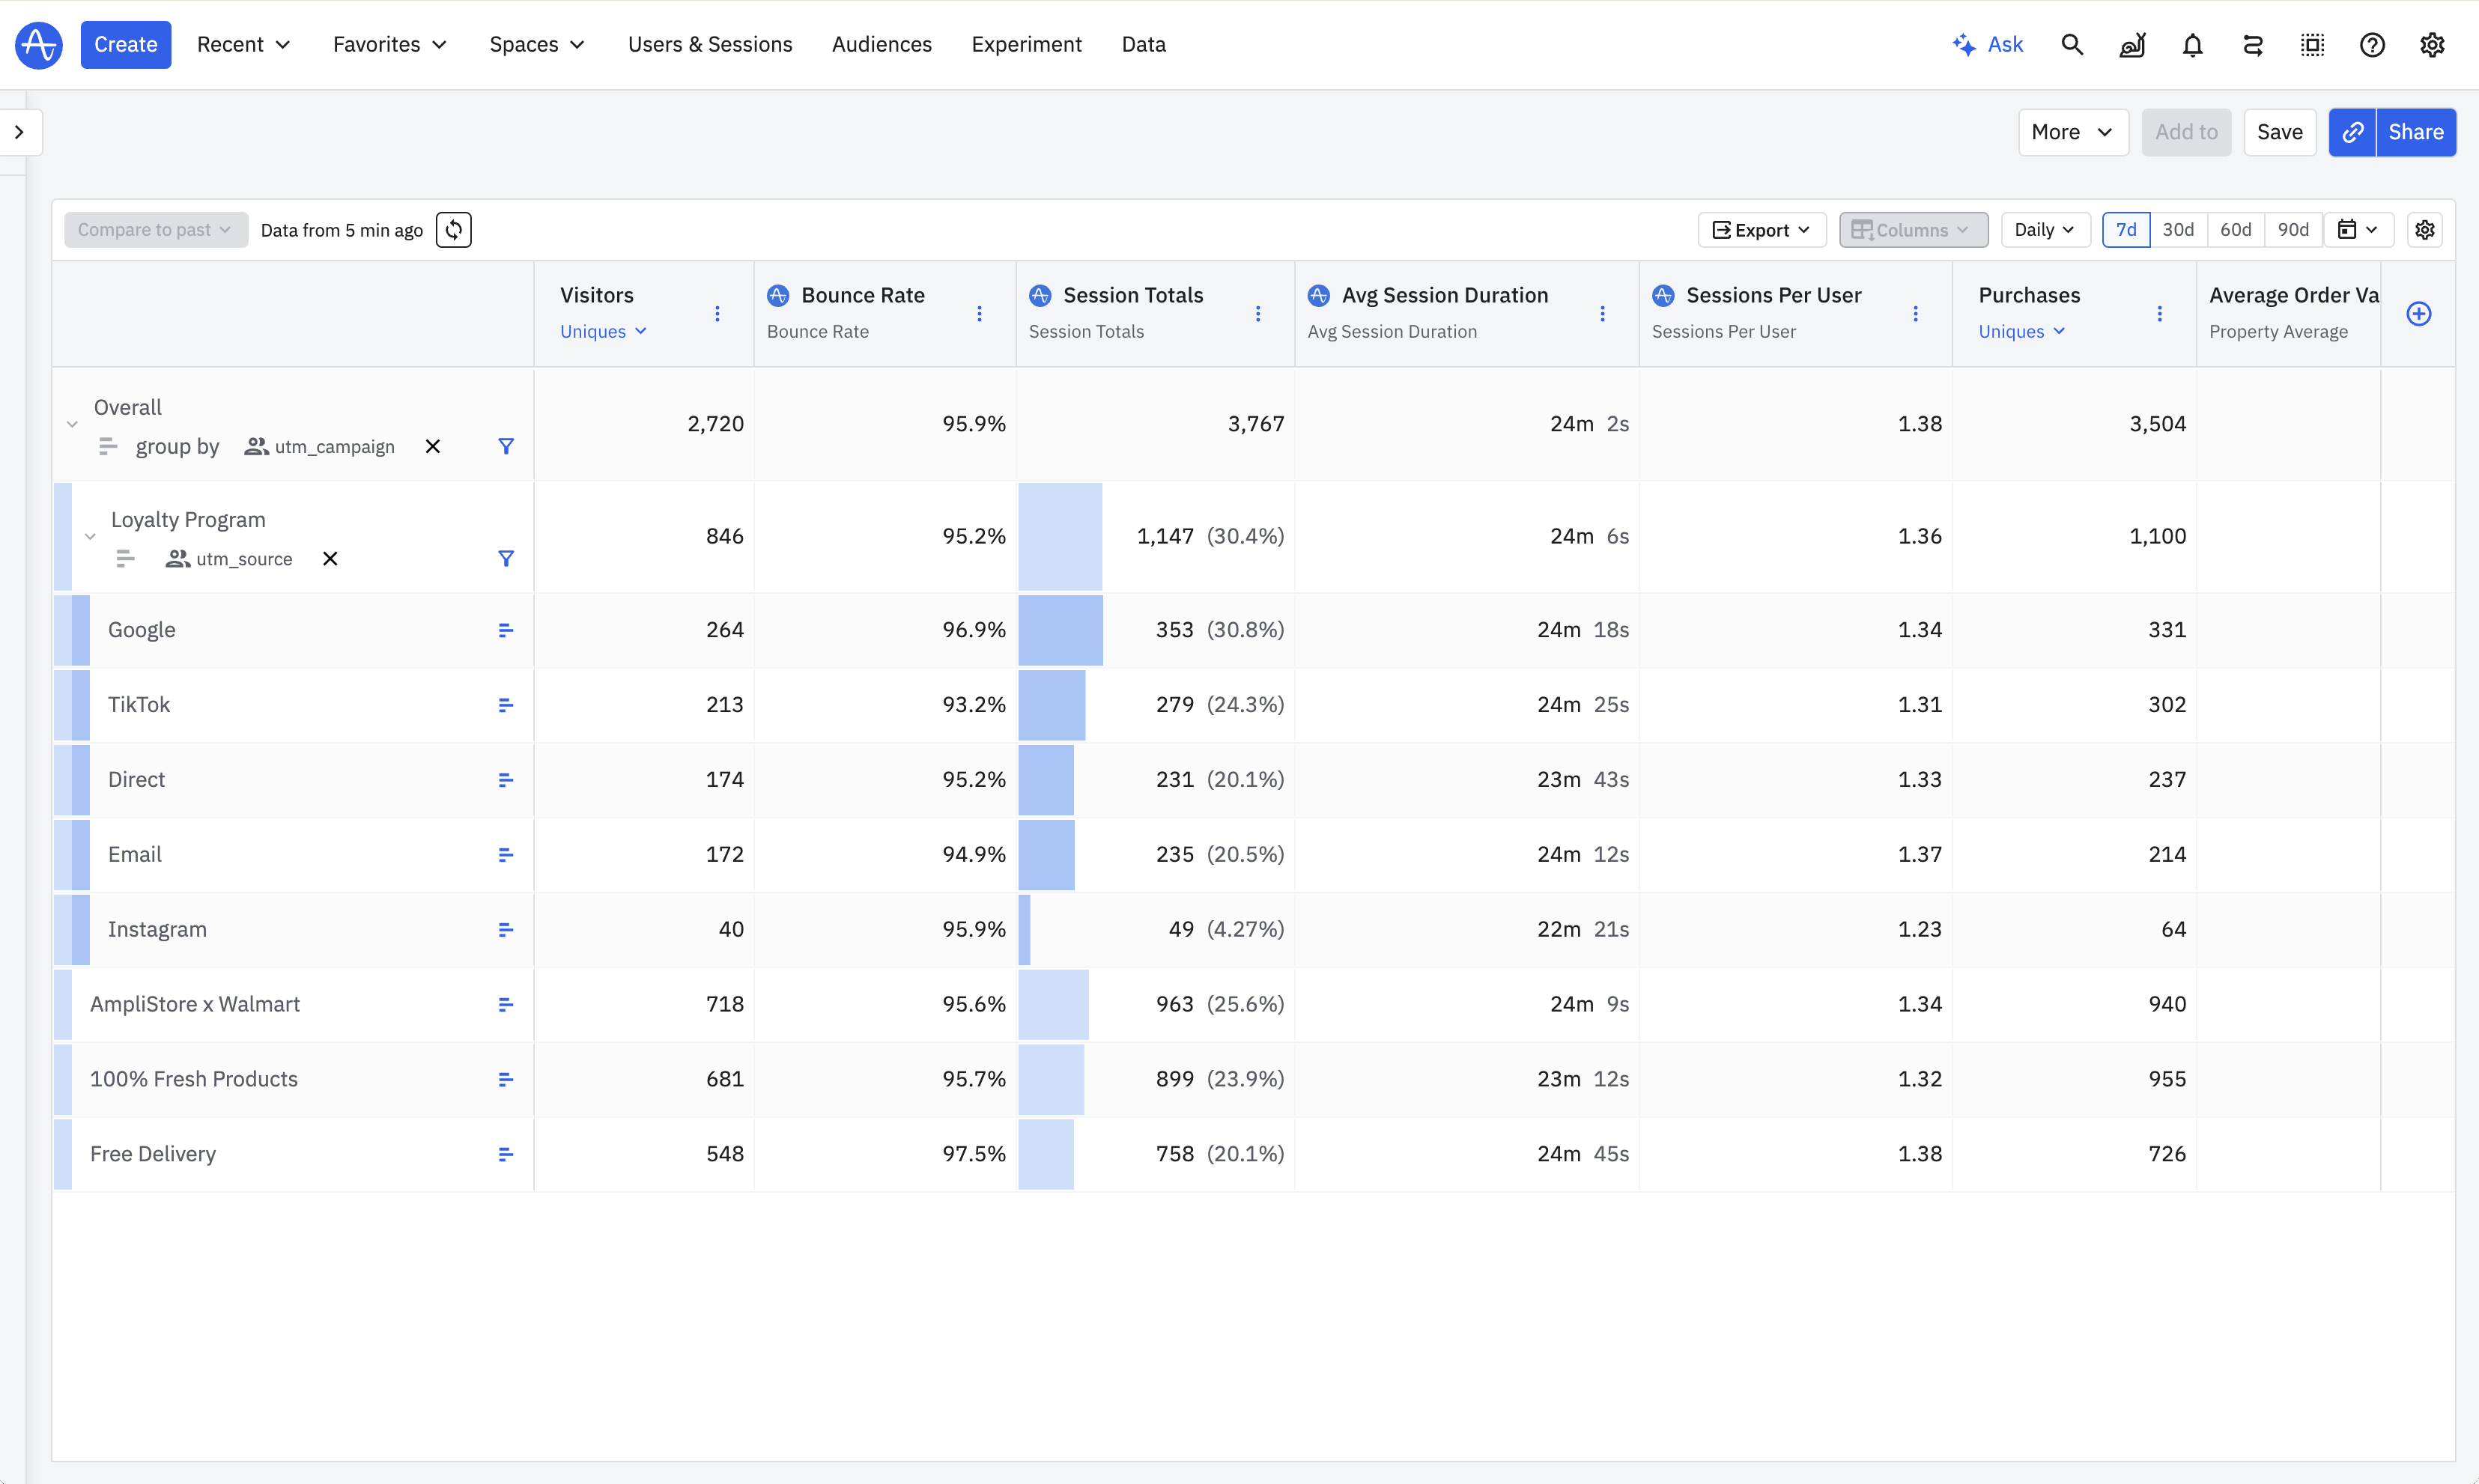 Create Recent Favorites Spaces Users & Sessions Audiences Experiment Data Ask
More Add to Save Share
Compare to past Data from 5 min ago Export Columns Daily 7d 30d 60d 90d
Visitors Bounce Rate Session Totals Avg Session Duration Sessions Per User Purchases Average Order Va
Uniques Bounce Rate Session Totals Avg Session Duration Sessions Per User Uniques Property Average
Overall
2,720 95.9% 3,767 24m 2s 1.38 3,504
group by utm_campaign
Loyalty Program
846 95.2% 1,147 (30.4%) 24m 6s 1.36 1,100
utm_source
Google 264 96.9% 353 (30.8%) 24m 18s 1.34 331
TikTok 213 93.2% 279 (24.3%) 24m 25s 1.31 302
Direct 174 95.2% 231 (20.1%) 23m 43s 1.33 237
Email 172 94.9% 235 (20.5%) 24m 12s 1.37 214
Instagram 40 95.9% 49 (4.27%) 22m 21s 1.23 64
AmpliStore x Walmart 718 95.6% 963 (25.6%) 24m 9s 1.34 940
100% Fresh Products 681 95.7% 899 (23.9%) 23m 12s 1.32 955
Free Delivery 548 97.5% 758 (20.1%) 24m 45s 1.38 726